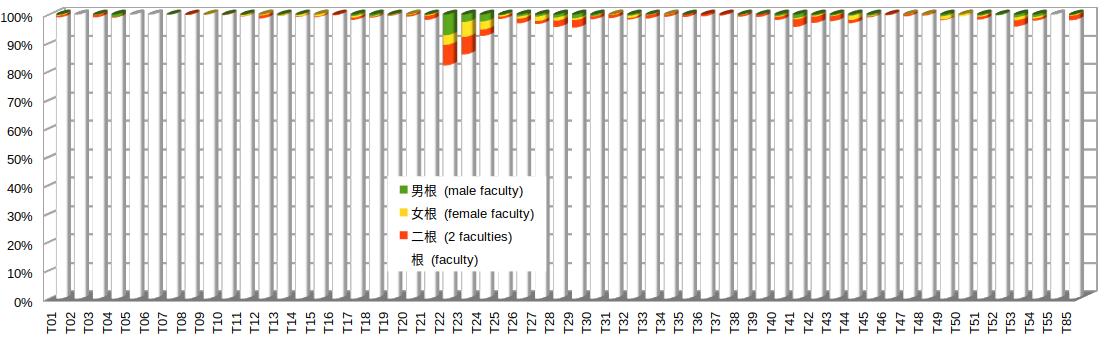 100%
90%
80%
70%
60%
50%
40%
30%
20%
10%
0%
男根 (male faculty)
女根 (female faculty)
二根 (2 faculties)
根 (faculty)
T01
T02
T03
T04
T05
T06
T07
T08
T09
T10
T11
T12
T13
T14
T15
T16
T17
T18
T19
T20
T21
T22
T23
T24
T25
T26
T27
T28
T29
T30
T31
T32
T33
T34
T35
T36
T37
T38
T39
T40
T41
T42
T43
T44
T45
T46
T47
T48
T49
T50
T51
T52
T53
T54
T55
T85